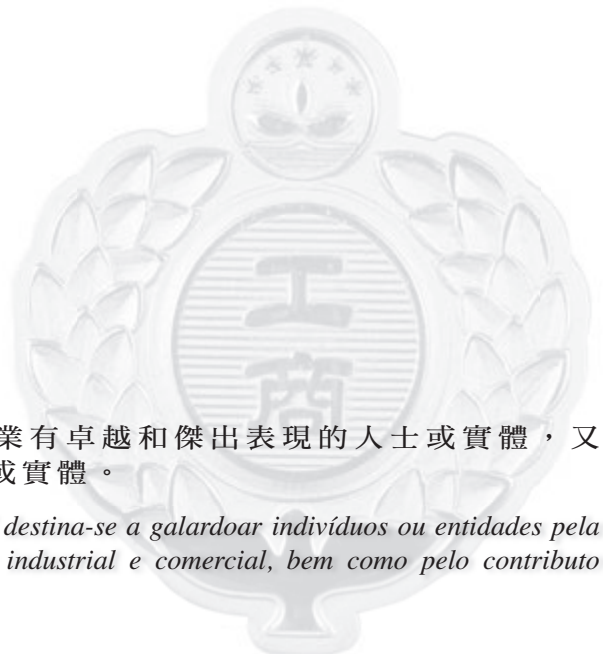 工
商
業有卓越和傑出表現的人士或實體，又
或實體。
destina-se a galardoar indivíduos ou entidades pela
industrial e comercial, bem como pelo contributo